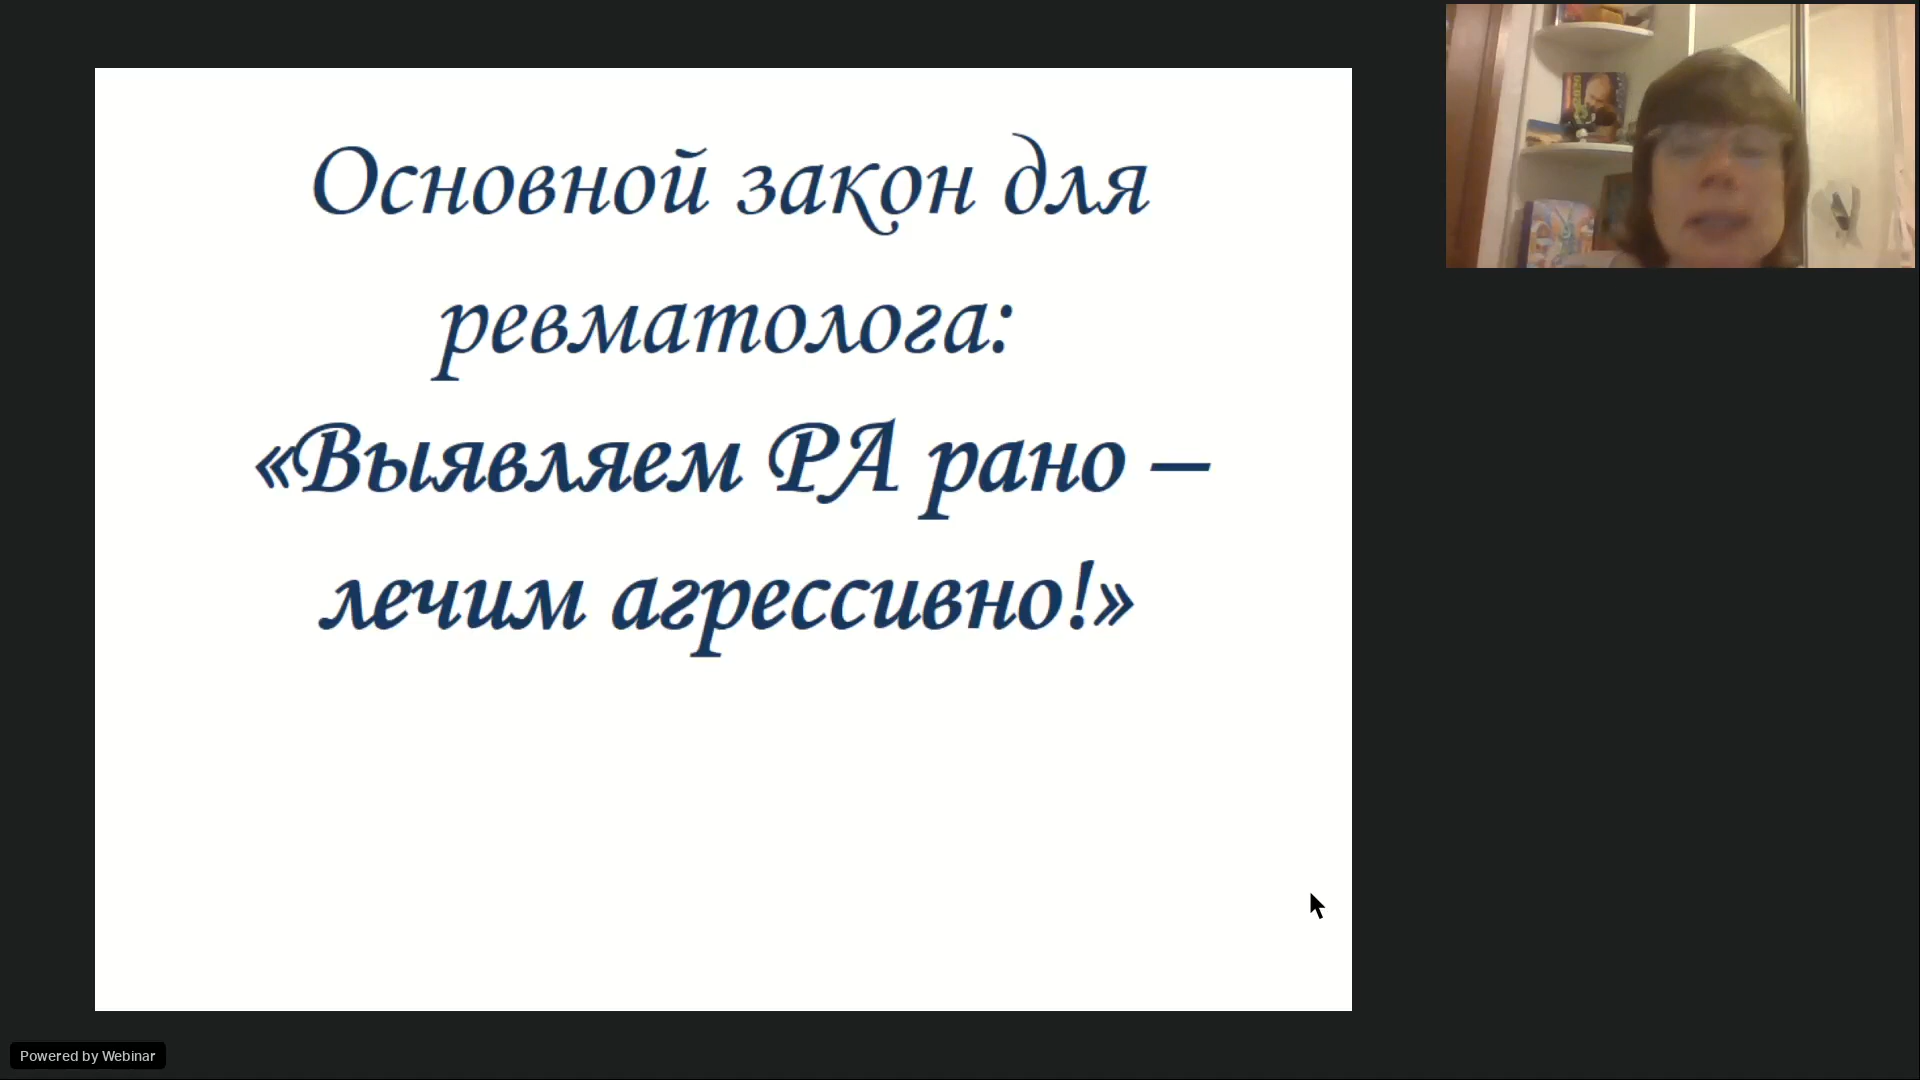 Основной закон для
ревматолога:
«Выявляем РА рано –
лечим агрессивно!»
Powered by Webinar